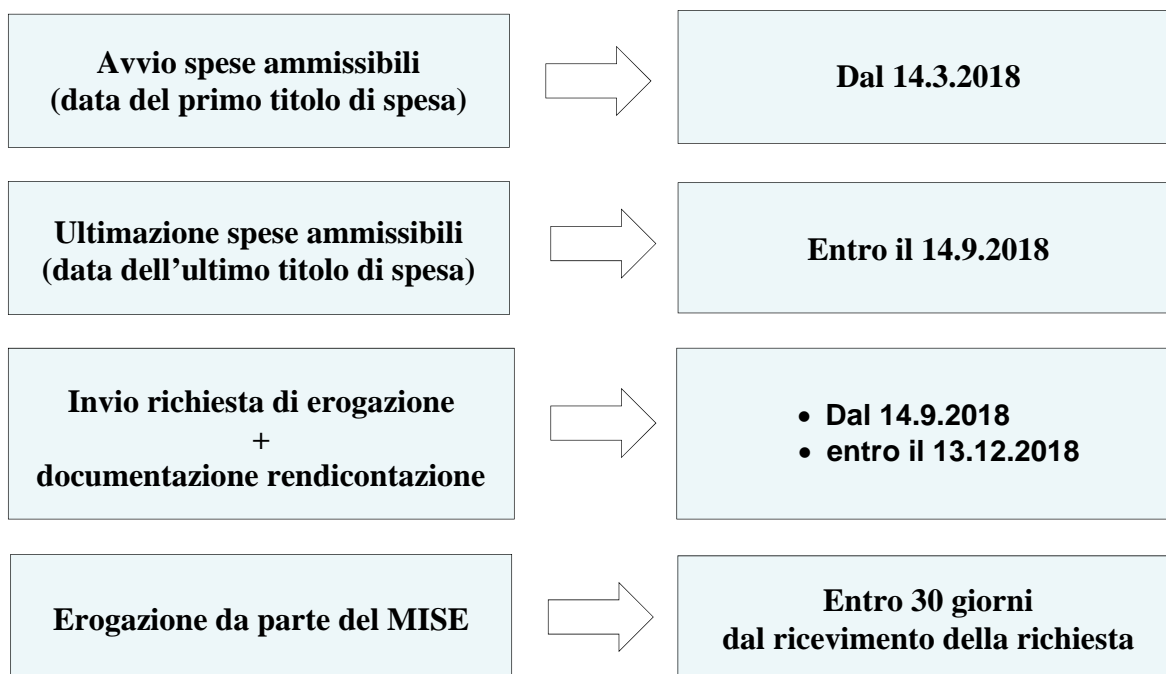 Avvio spese ammissibili
(data del primo titolo di spesa)
Dal 14.3.2018
Ultimazione spese ammissibili
(data dell’ultimo titolo di spesa)
Entro il 14.9.2018
Invio richiesta di erogazione
+
documentazione rendicontazione
• Dal 14.9.2018
• entro il 13.12.2018
Erogazione da parte del MISE
Entro 30 giorni
dal ricevimento della richiesta